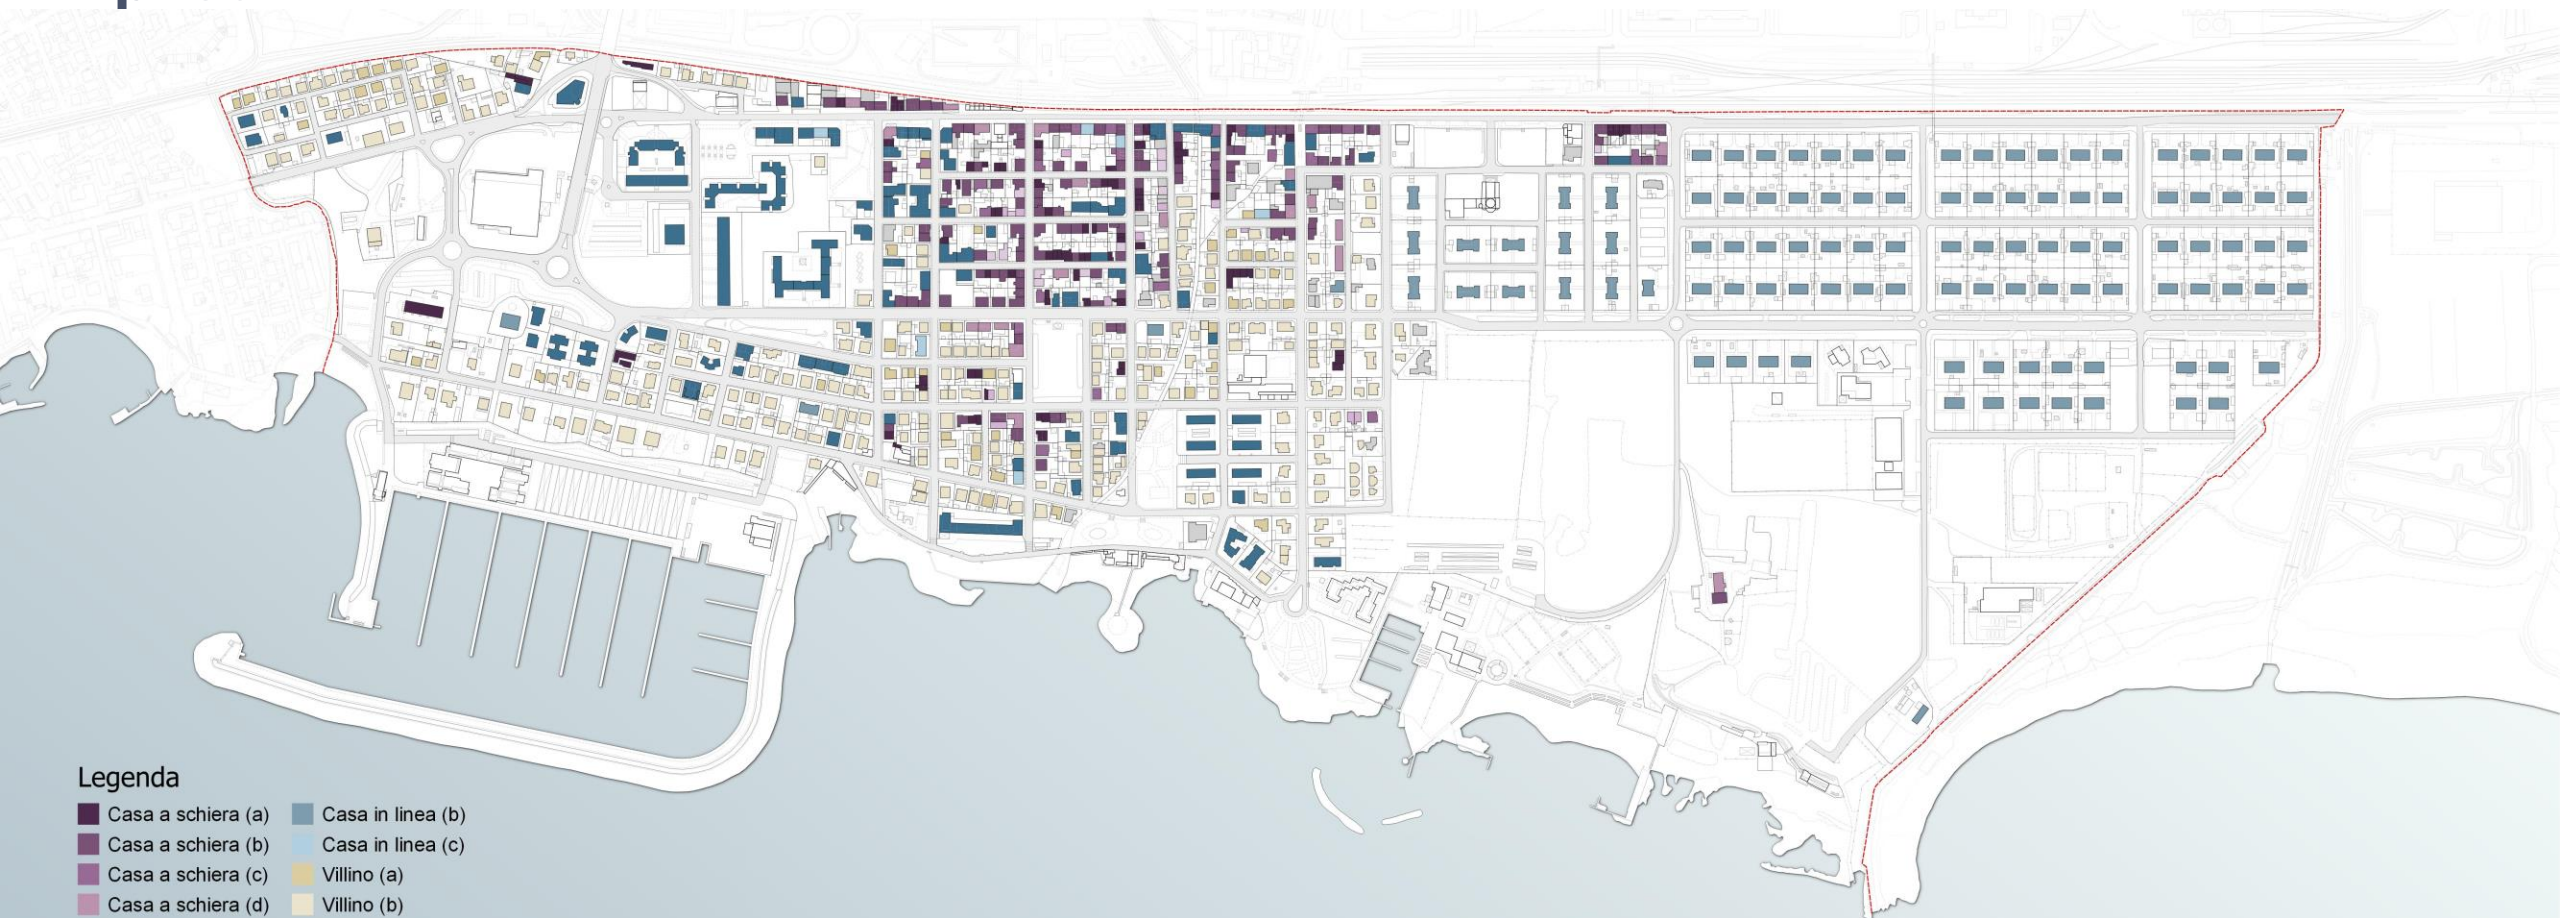 Legenda
Casa a schiera (a)
Casa a schiera (b)
Casa a schiera (c)
Casa a schiera (d)
Casa in linea (b)
Casa in linea (c)
Villino (a)
Villino (b)